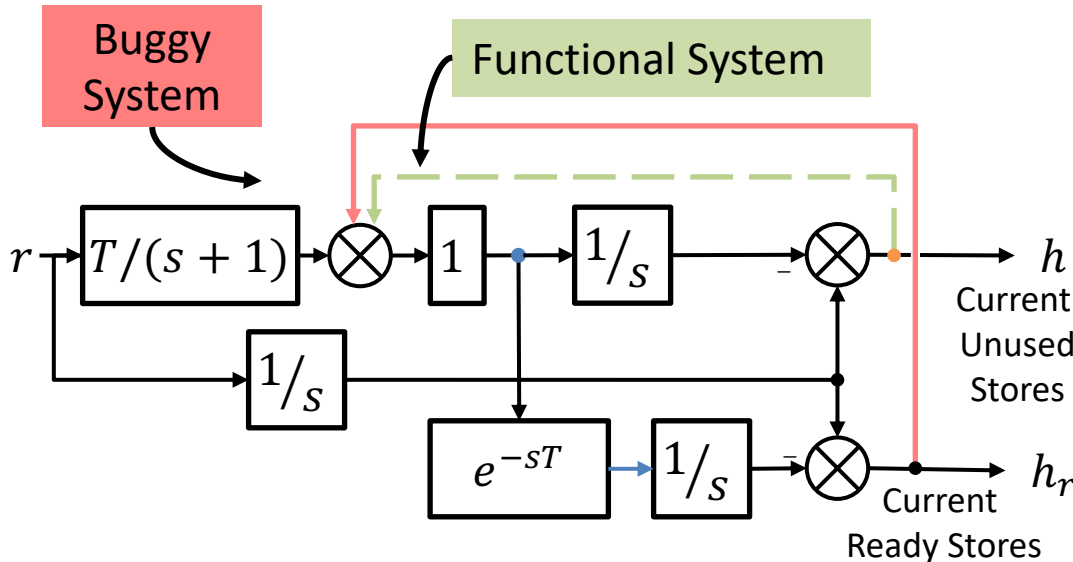 Buggy
System
Functional System
r
T/(s + 1)
1
1/s
−
h
Current
Unused
Stores
1/s
e^{-sT}
1/s
−
h_r
Current
Ready Stores